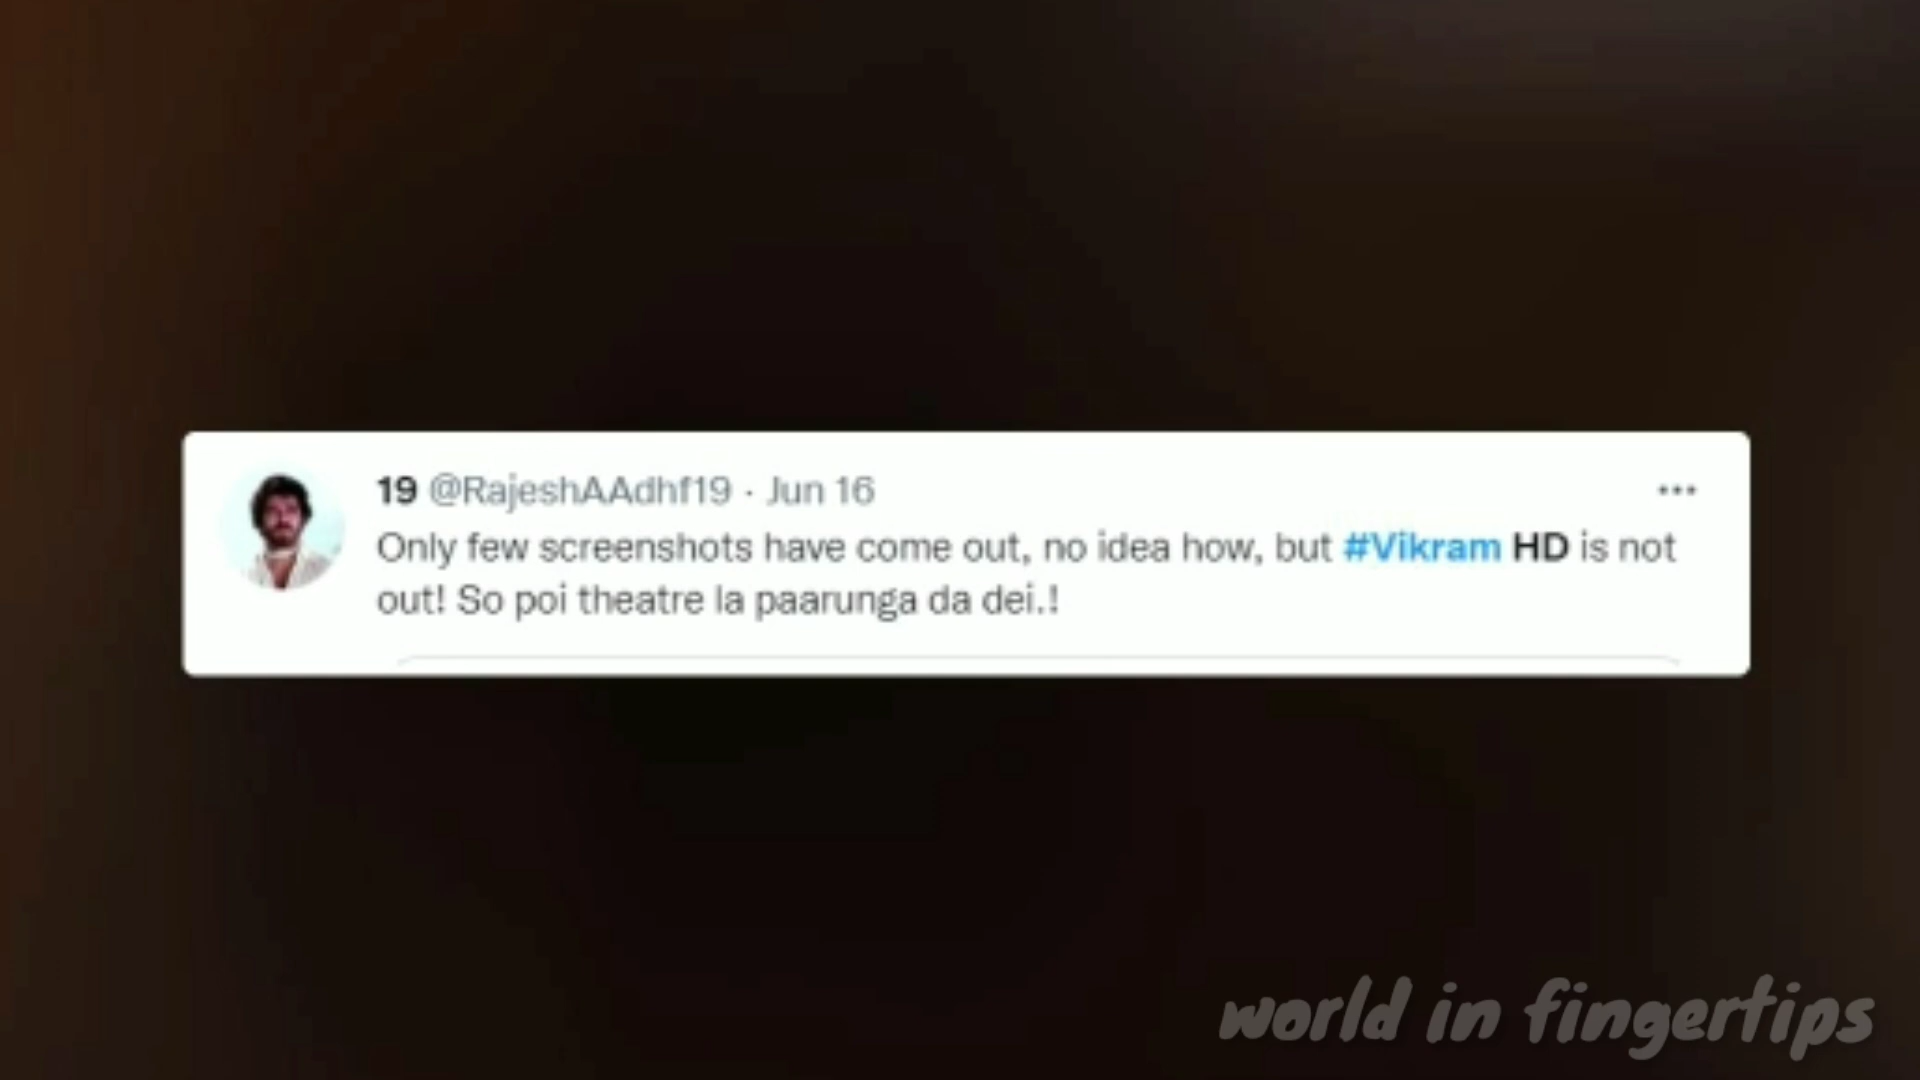 19 @RajeshAAdhf19 · Jun 16
Only few screenshots have come out, no idea how, but #Vikram HD is not
out! So poi theatre la paarunga da dei.!
world in fingertips